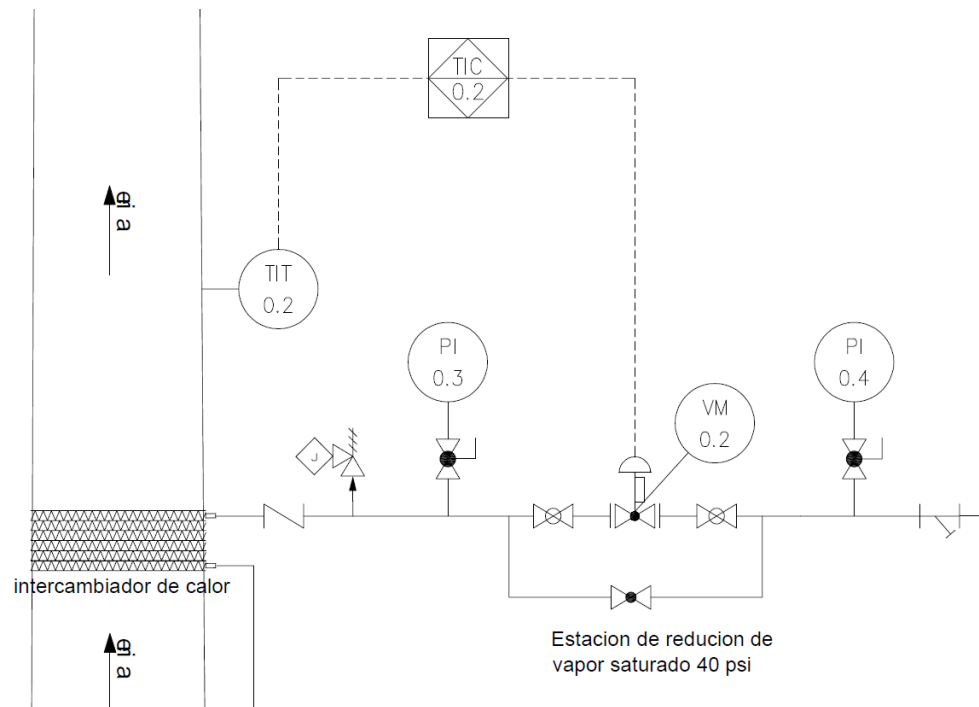 TIC
0.2
TIT
0.2
PI
0.3
PI
0.4
VM
0.2
J
intercambiador de calor
Estacion de reducion de
vapor saturado 40 psi